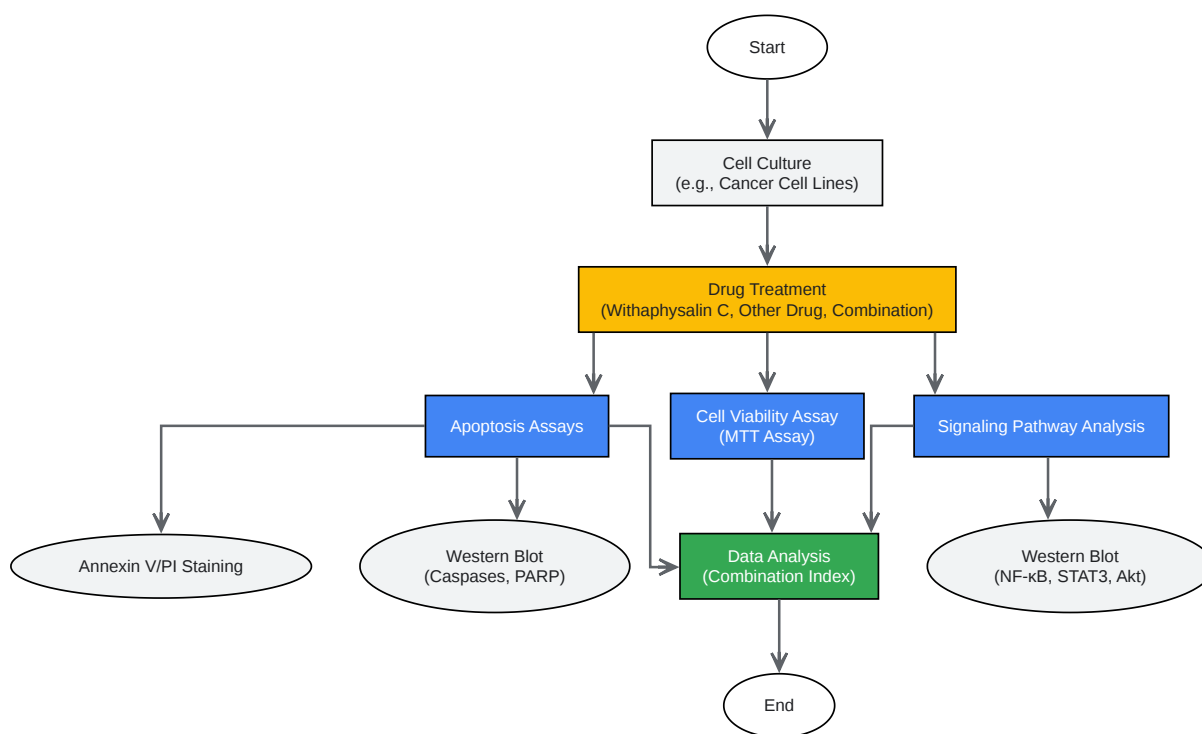 Start
Cell Culture
(e.g., Cancer Cell Lines)
Drug Treatment
(Withaphysalin C, Other Drug, Combination)
Apoptosis Assays
Cell Viability Assay
(MTT Assay)
Signaling Pathway Analysis
Annexin V/PI Staining
Western Blot
(Caspases, PARP)
Data Analysis
(Combination Index)
Western Blot
(NF-κB, STAT3, Akt)
End